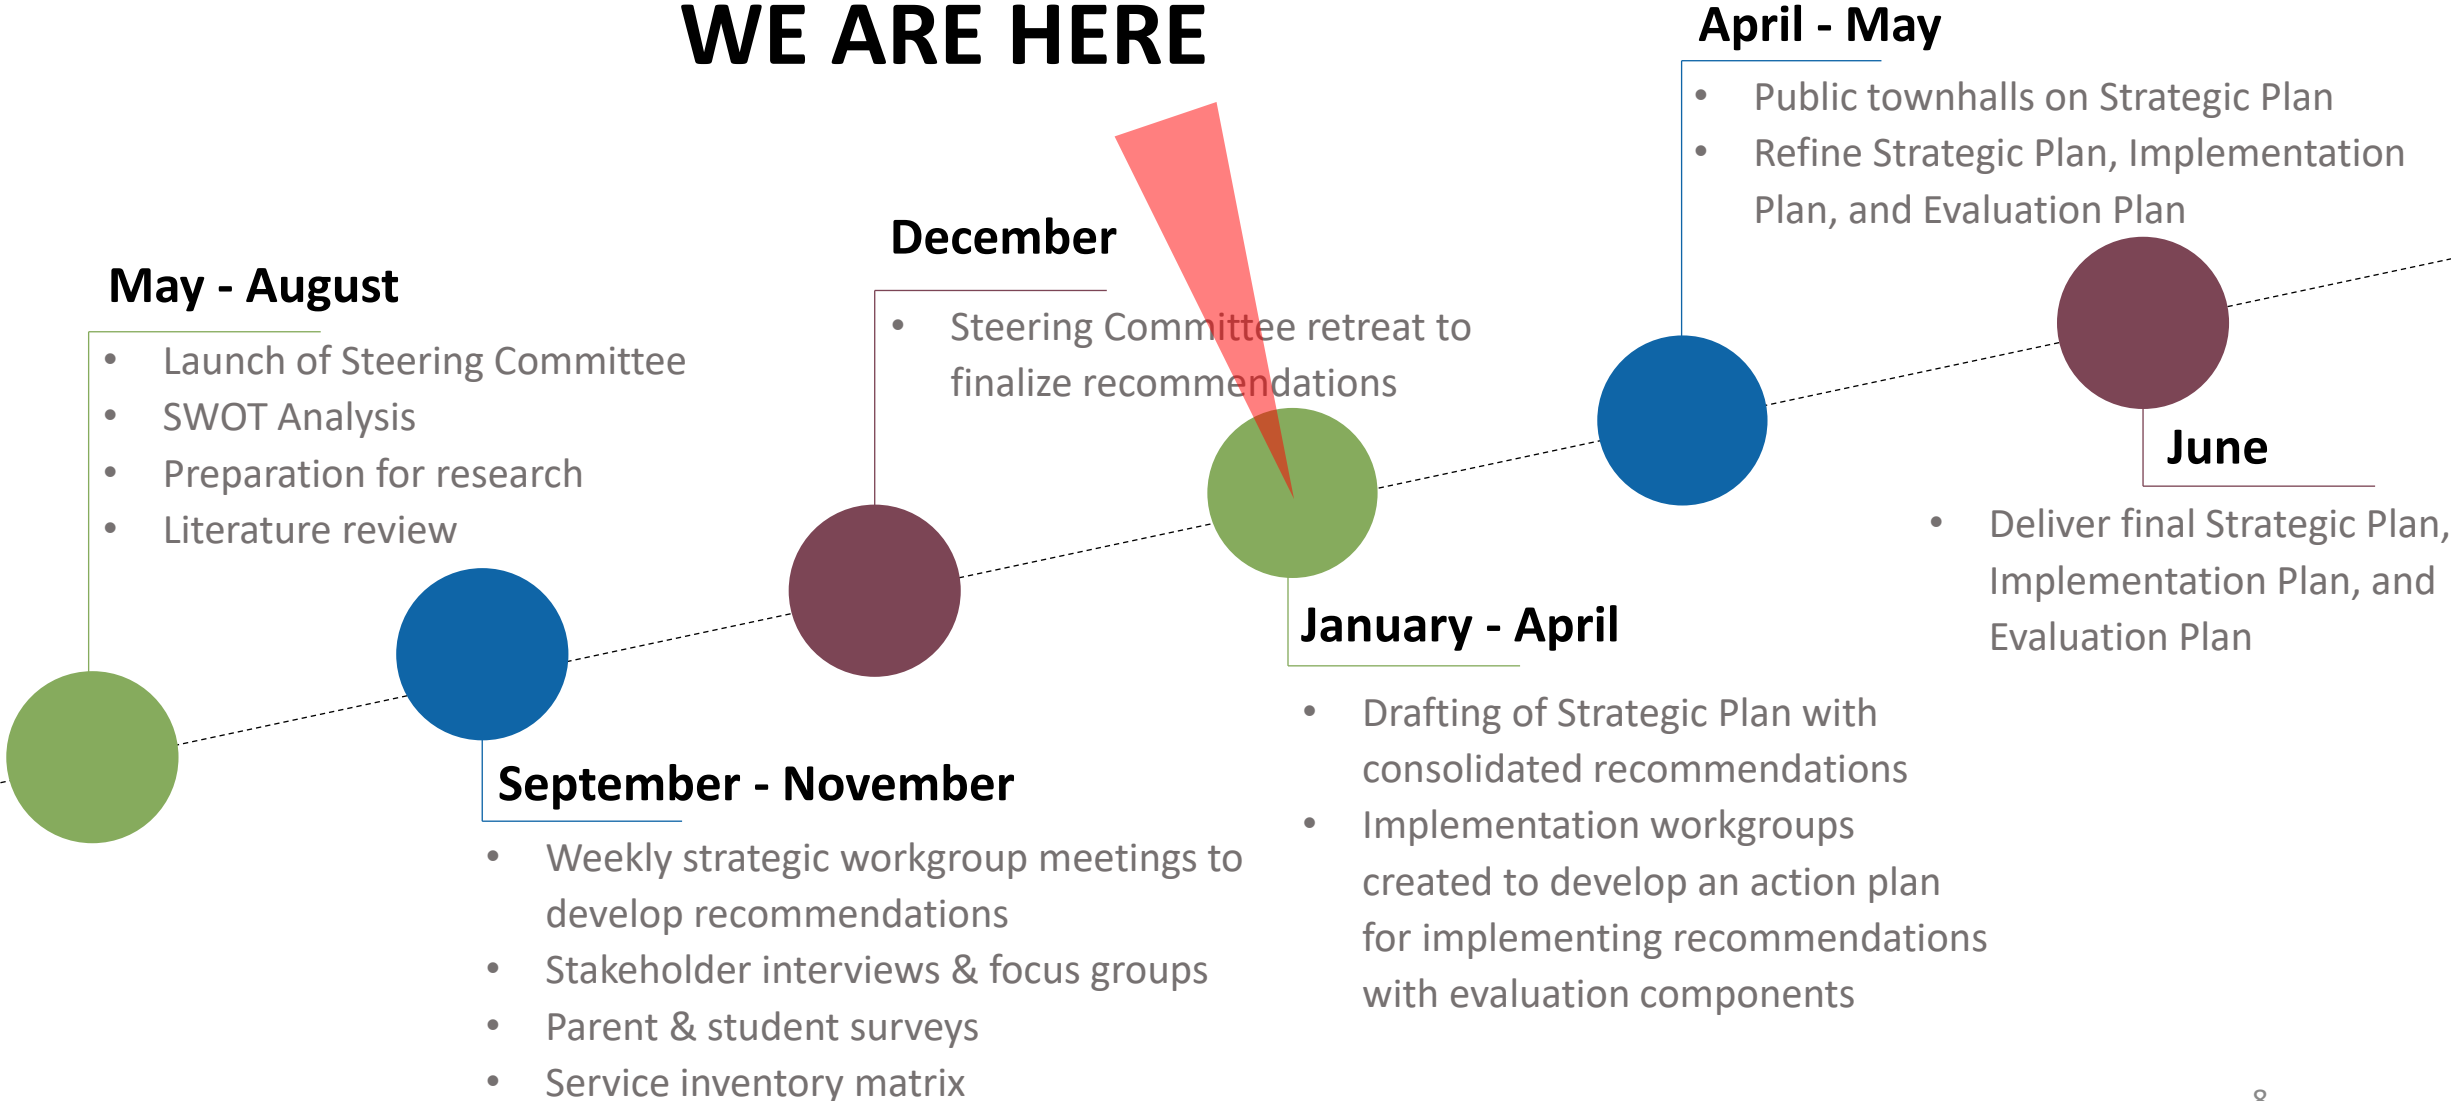 WE ARE HERE
May - August
• Launch of Steering Committee
• SWOT Analysis
• Preparation for research
• Literature review
September - November
• Weekly strategic workgroup meetings to
develop recommendations
• Stakeholder interviews & focus groups
• Parent & student surveys
• Service inventory matrix
December
• Steering Committee retreat to
finalize recommendations
January - April
• Drafting of Strategic Plan with
consolidated recommendations
• Implementation workgroups
created to develop an action plan
for implementing recommendations
with evaluation components
April - May
• Public townhalls on Strategic Plan
• Refine Strategic Plan, Implementation
Plan, and Evaluation Plan
June
• Deliver final Strategic Plan,
Implementation Plan, and
Evaluation Plan
8